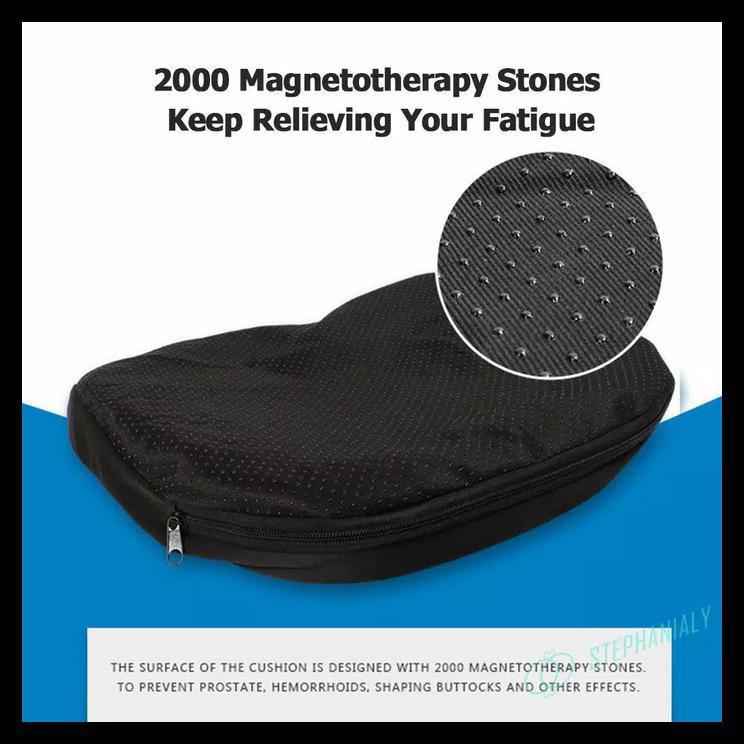 2000 Magnetotherapy Stones
Keep Relieving Your Fatigue
STEPHANIALY
THE SURFACE OF THE CUSHION IS DESIGNED WITH 2000 MAGNETOTHERAPY STONES.
TO PREVENT PROSTATE, HEMORRHOIDS, SHAPING BUTTOCKS AND OTHER EFFECTS.